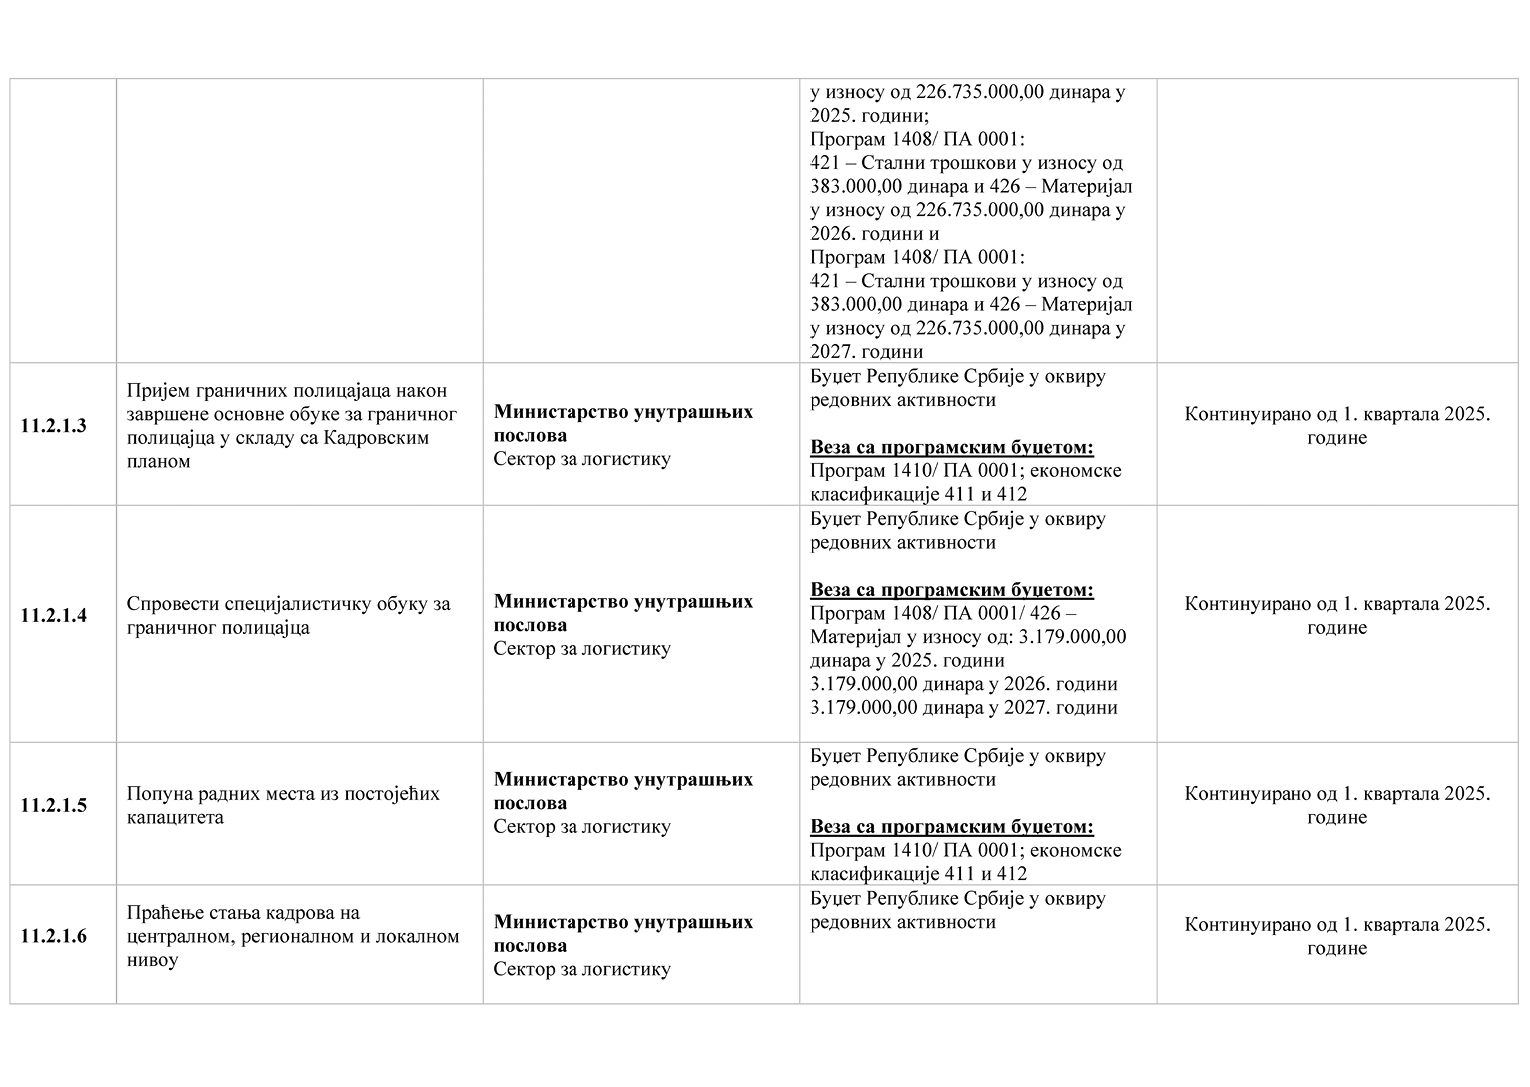 у износу од 226.735.000,00 динара у
2025. години;
Програм 1408/ ПА 0001:
421 – Стални трошкови у износу од
383.000,00 динара и 426 – Материјал
у износу од 226.735.000,00 динара у
2026. години и
Програм 1408/ ПА 0001:
421 – Стални трошкови у износу од
383.000,00 динара и 426 – Материјал
у износу од 226.735.000,00 динара у
2027. години
11.2.1.3
Пријем граничних полицајаца након
завршене основне обуке за граничног
полицајца у складу са Кадровским
планом
Министарство унутрашњих
послова
Сектор за логистику
Буџет Републике Србије у оквиру
редовних активности
Веза са програмским буџетом:
Програм 1410/ ПА 0001; економске
класификације 411 и 412
Континуирано од 1. квартала 2025.
године
11.2.1.4
Спровести специјалистичку обуку за
граничног полицајца
Министарство унутрашњих
послова
Сектор за логистику
Буџет Републике Србије у оквиру
редовних активности
Веза са програмским буџетом:
Програм 1408/ ПА 0001/ 426 –
Материјал у износу од: 3.179.000,00
динара у 2025. години
3.179.000,00 динара у 2026. години
3.179.000,00 динара у 2027. години
Континуирано од 1. квартала 2025.
године
11.2.1.5
Попуна радних места из постојећих
капацитета
Министарство унутрашњих
послова
Сектор за логистику
Буџет Републике Србије у оквиру
редовних активности
Веза са програмским буџетом:
Програм 1410/ ПА 0001; економске
класификације 411 и 412
Континуирано од 1. квартала 2025.
године
11.2.1.6
Праћење стања кадрова на
централном, регионалном и локалном
нивоу
Министарство унутрашњих
послова
Сектор за логистику
Буџет Републике Србије у оквиру
редовних активности
Континуирано од 1. квартала 2025.
године